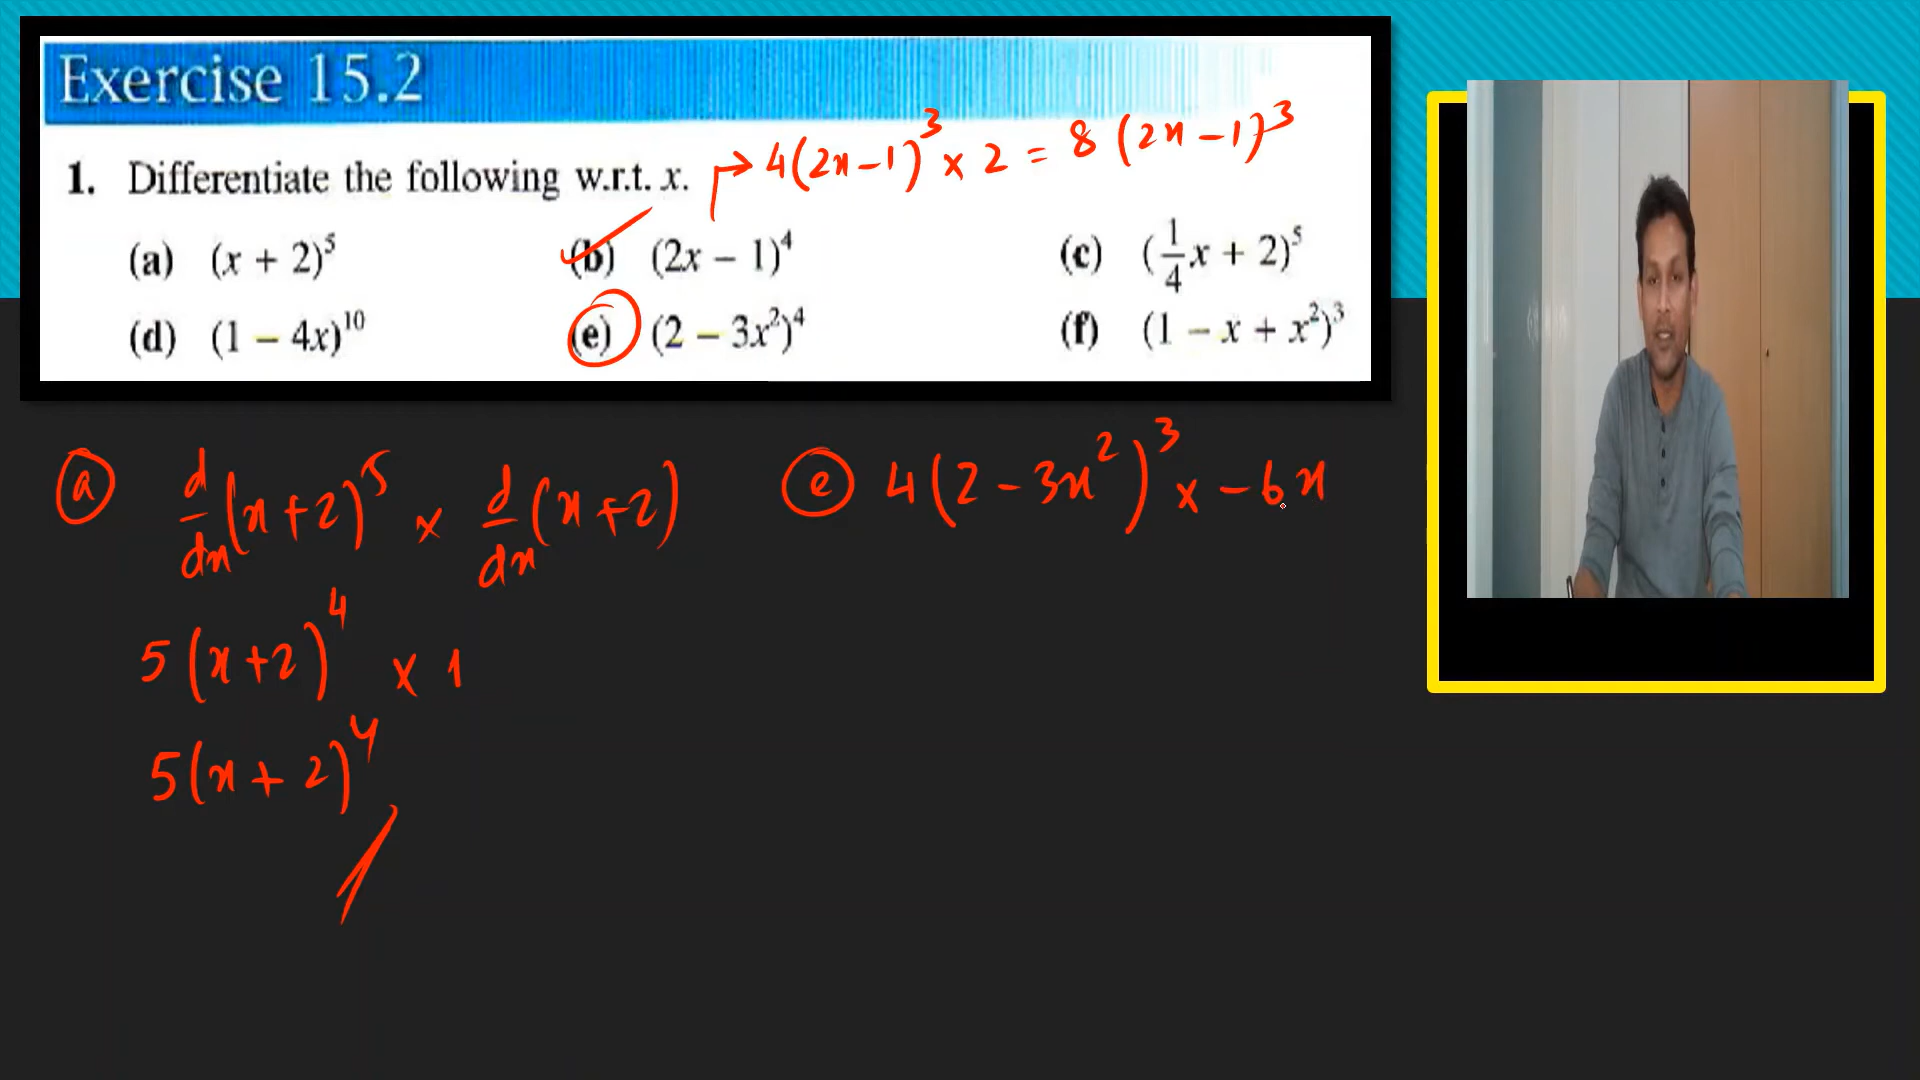 Exercise 15.2
1. Differentiate the following w.r.t. x.
→ 4(2x-1)³ × 2 = 8 (2x-1)³
(a) (x + 2)⁵ (b) (2x − 1)⁴ (c) (1/4 x + 2)⁵
(d) (1 − 4x)¹⁰ (e) (2 − 3x²)⁴ (f) (1 − x + x²)³
(a) d/dx (x+2)⁵ × d/dx (x+2)
5 (x+2)⁴ × 1
5(x+2)⁴
(e) 4(2-3x²)³ × -6x